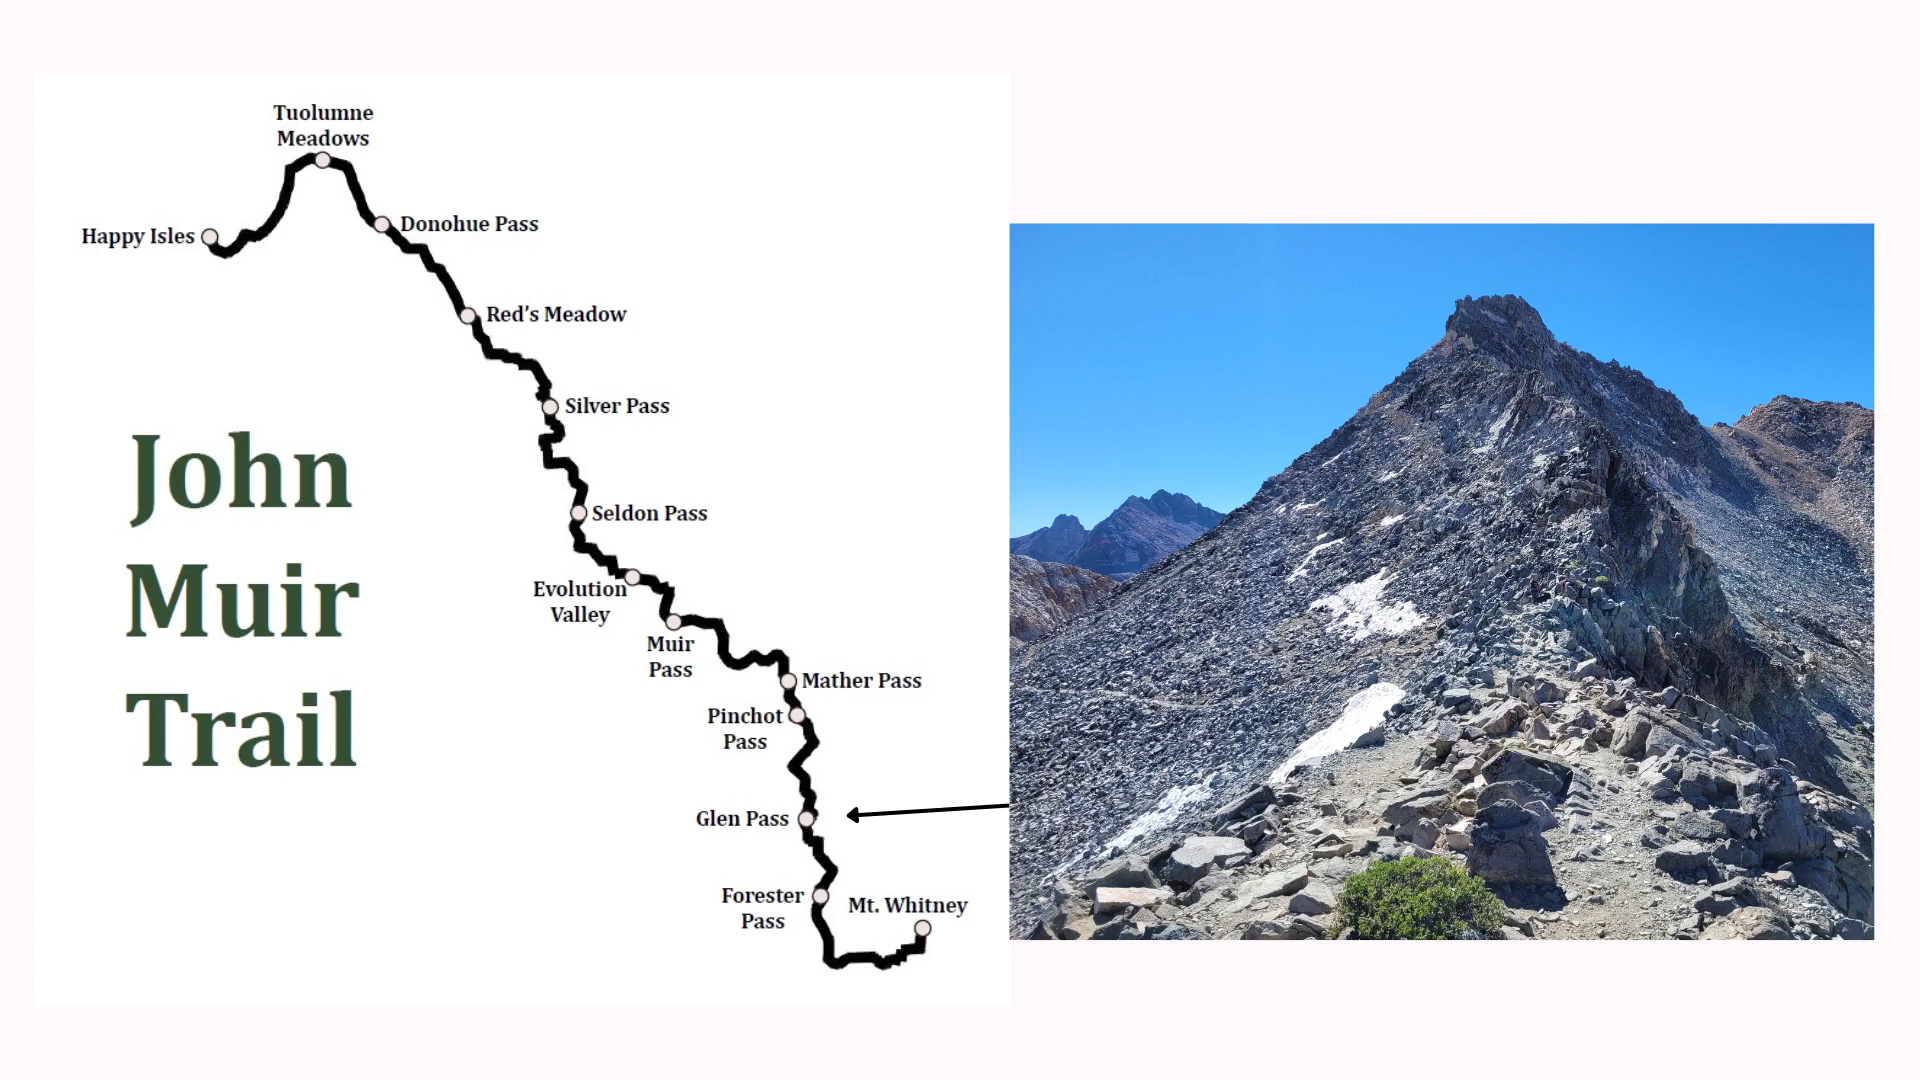 Tuolumne
Meadows
Happy Isles
Donohue Pass
Red's Meadow
Silver Pass
John
Muir
Trail
Seldon Pass
Evolution
Valley
Muir
Pass
Mather Pass
Pinchot
Pass
Glen Pass
Forester
Pass
Mt. Whitney